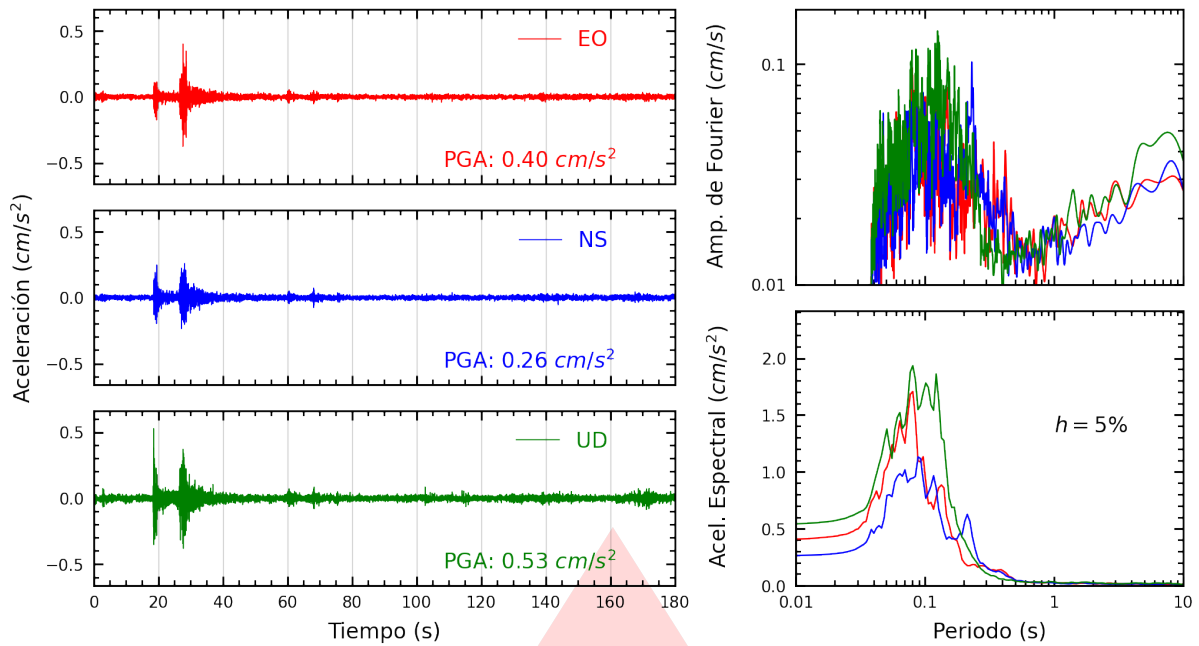 0.5
0.0
−0.5
EO
PGA: 0.40 cm/s²
0.5
0.0
−0.5
NS
PGA: 0.26 cm/s²
0.5
0.0
−0.5
UD
PGA: 0.53 cm/s²
0 20 40 60 80 100 120 140 160 180
Tiempo (s)
Aceleración (cm/s²)
0.1
0.01
Amp. de Fourier (cm/s)
2.0
1.5
1.0
0.5
0.0
Acel. Espectral (cm/s²)
h = 5%
0.01 0.1 1 10
Periodo (s)